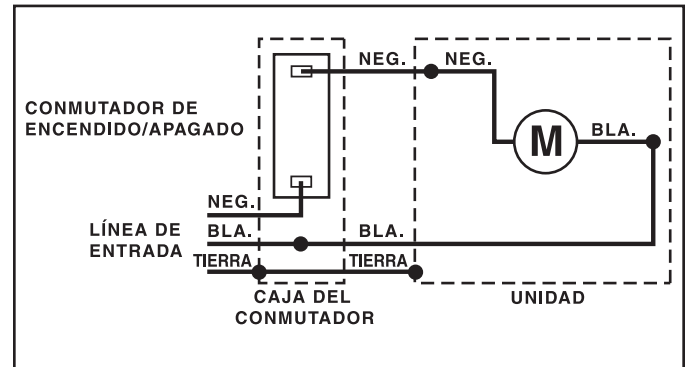 NEG.
NEG.
CONMUTADOR DE
ENCENDIDO/APAGADO
M
BLA.
NEG.
LÍNEA DE
ENTRADA
BLA.
BLA.
TIERRA
TIERRA
CAJA DEL
CONMUTADOR
UNIDAD